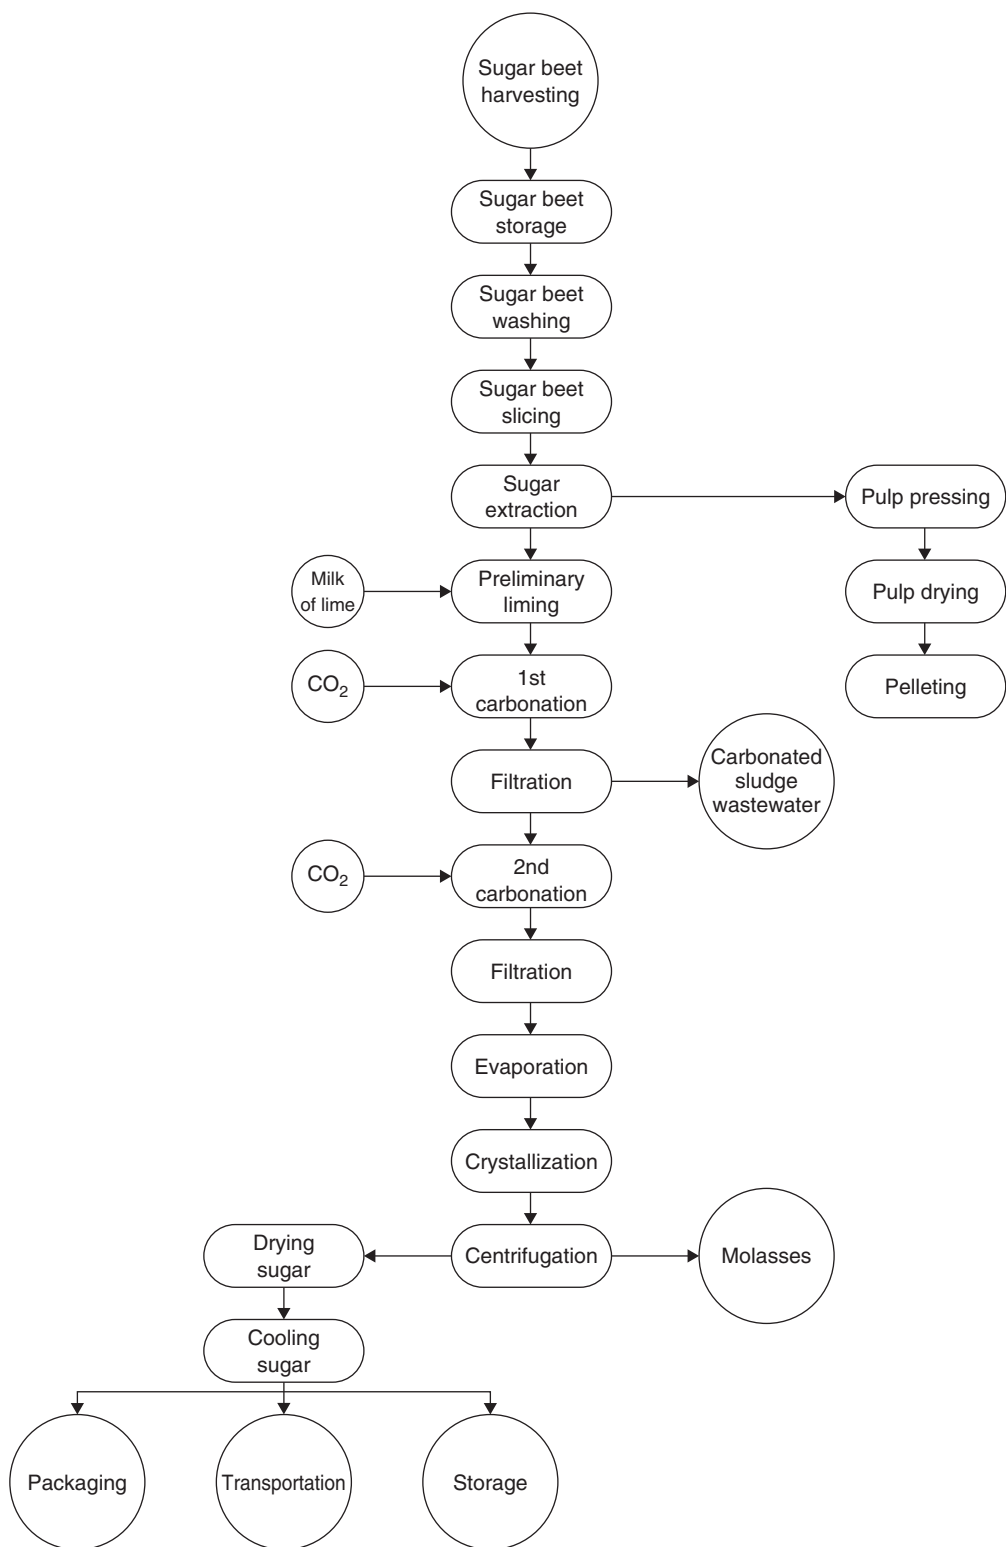 Sugar beet
harvesting
Sugar beet
storage
Sugar beet
washing
Sugar beet
slicing
Sugar
extraction
Pulp pressing
Milk
of lime
Preliminary
liming
Pulp drying
CO₂
1st
carbonation
Pelleting
Filtration
Carbonated
sludge
wastewater
CO₂
2nd
carbonation
Filtration
Evaporation
Crystallization
Drying
sugar
Centrifugation
Molasses
Cooling
sugar
Packaging
Transportation
Storage